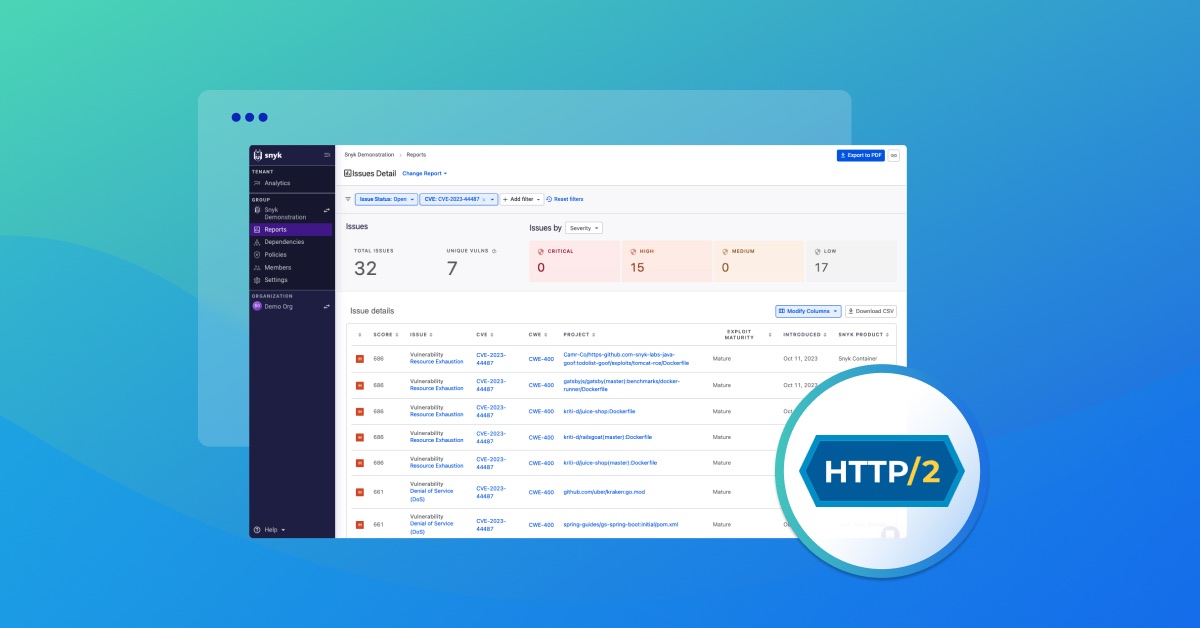 snyk
TENANT
Analytics
GROUP
Snyk
Demonstration
Reports
Dependencies
Policies
Members
Settings
ORGANIZATION
Demo Org
Help
Snyk Demonstration › Reports
Export to PDF
Issues Detail Change Report
Issue Status: Open CVE: CVE-2023-44487 + Add filter Reset filters
Issues
TOTAL ISSUES UNIQUE VULNS
32 7
Issues by Severity
CRITICAL HIGH MEDIUM LOW
0 15 0 17
Issue details
Modify Columns Download CSV
SCORE ISSUE CVE CWE PROJECT EXPLOIT MATURITY INTRODUCED SNYK PRODUCT
H 686 Vulnerability CVE-2023- CWE-400 Camr-Co/https-github.com-snyk-labs-java- Mature Oct 11, 2023 Snyk Container
Resource Exhaustion 44487 goof:todolist-goof/exploits/tomcat-rce/Dockerfile
H 686 Vulnerability CVE-2023- CWE-400 gatsbyjs/gatsby(master):benchmarks/docker- Mature Oct 11, 2023
Resource Exhaustion 44487 runner/Dockerfile
H 686 Vulnerability CVE-2023- CWE-400 kriti-d/juice-shop:Dockerfile Mature
Resource Exhaustion 44487
H 686 Vulnerability CVE-2023- CWE-400 kriti-d/railsgoat(master):Dockerfile Mature
Resource Exhaustion 44487
H 686 Vulnerability CVE-2023- CWE-400 kriti-d/juice-shop(master):Dockerfile Mature
Resource Exhaustion 44487
H 661 Vulnerability CVE-2023- CWE-400 github.com/uber/kraken:go.mod Mature
Denial of Service 44487
(DoS)
H 661 Vulnerability CVE-2023- CWE-400 spring-guides/gs-spring-boot:initial/pom.xml Mature
Denial of Service 44487
(DoS)
HTTP/2